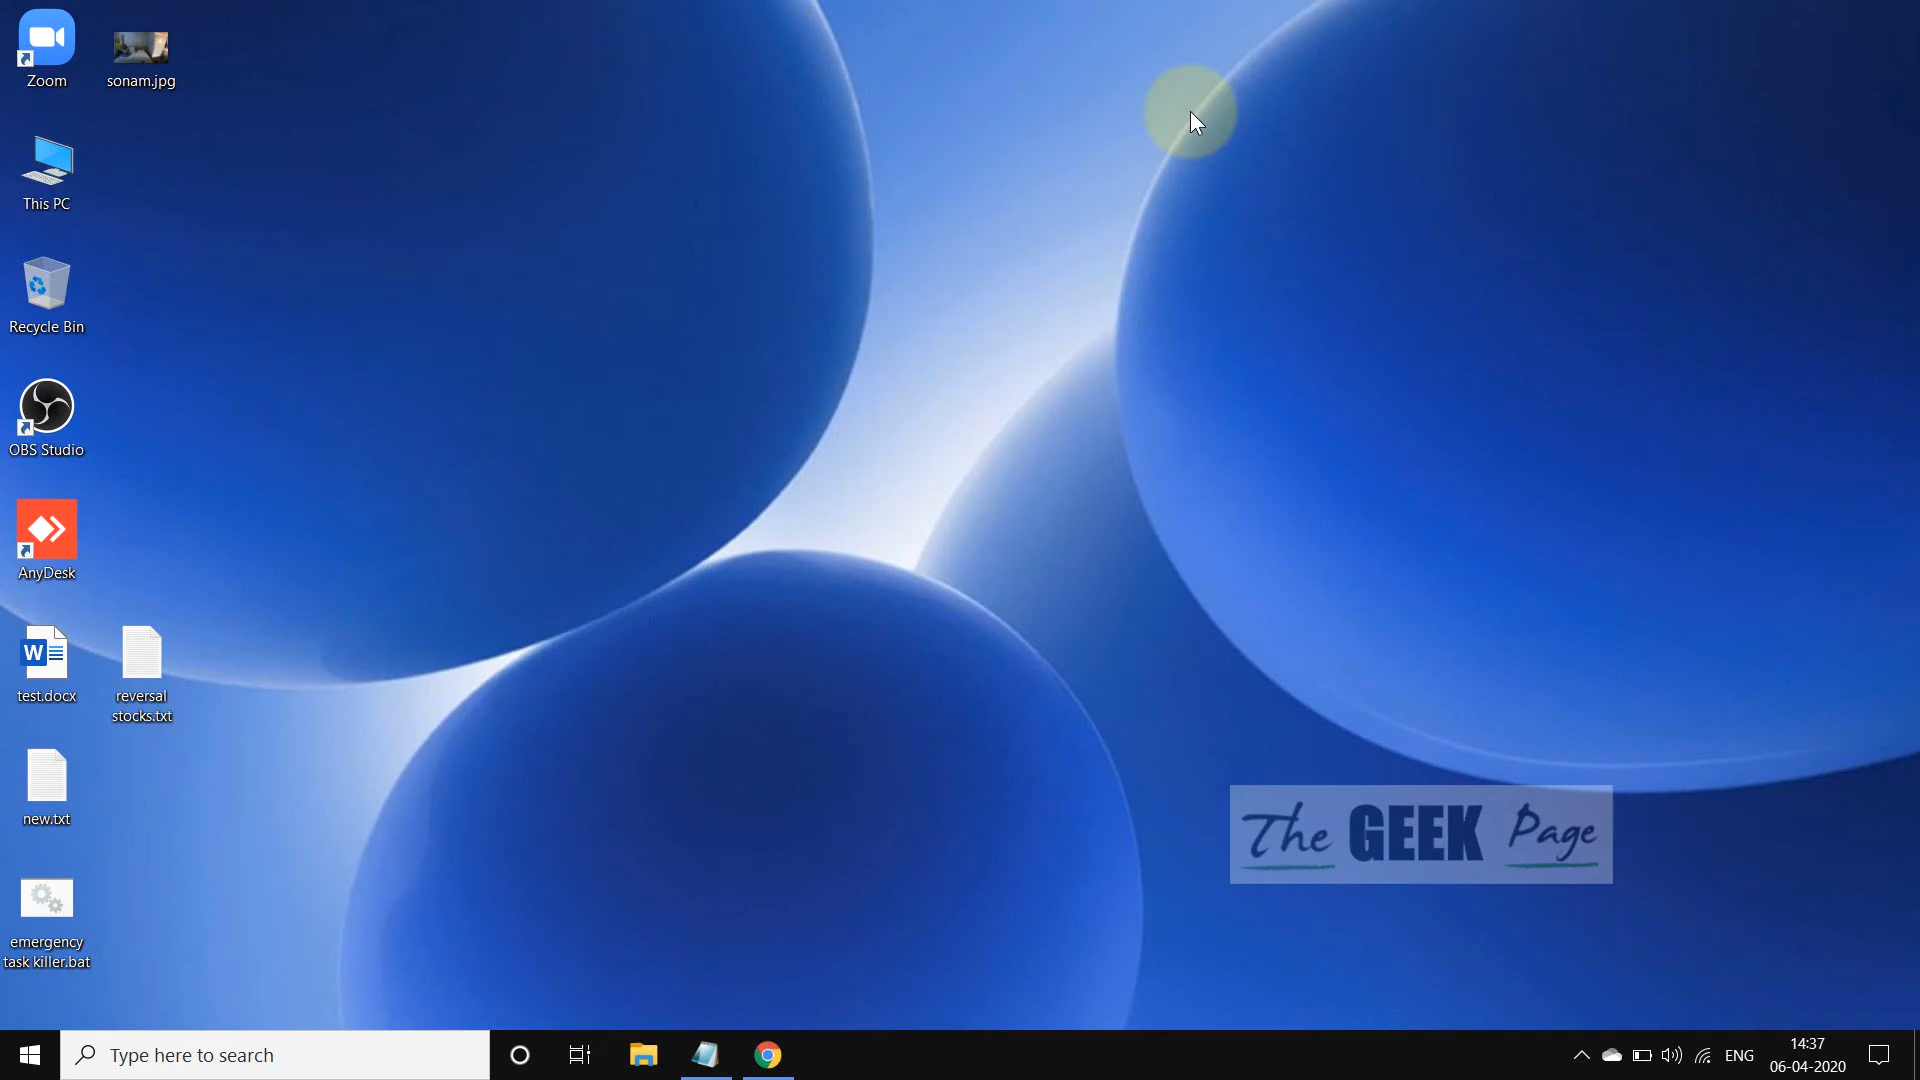 Zoom
sonam.jpg
This PC
Recycle Bin
OBS Studio
AnyDesk
test.docx
reversal
stocks.txt
new.txt
emergency
task killer.bat
The GEEK Page
Type here to search
ENG
14:37
06-04-2020